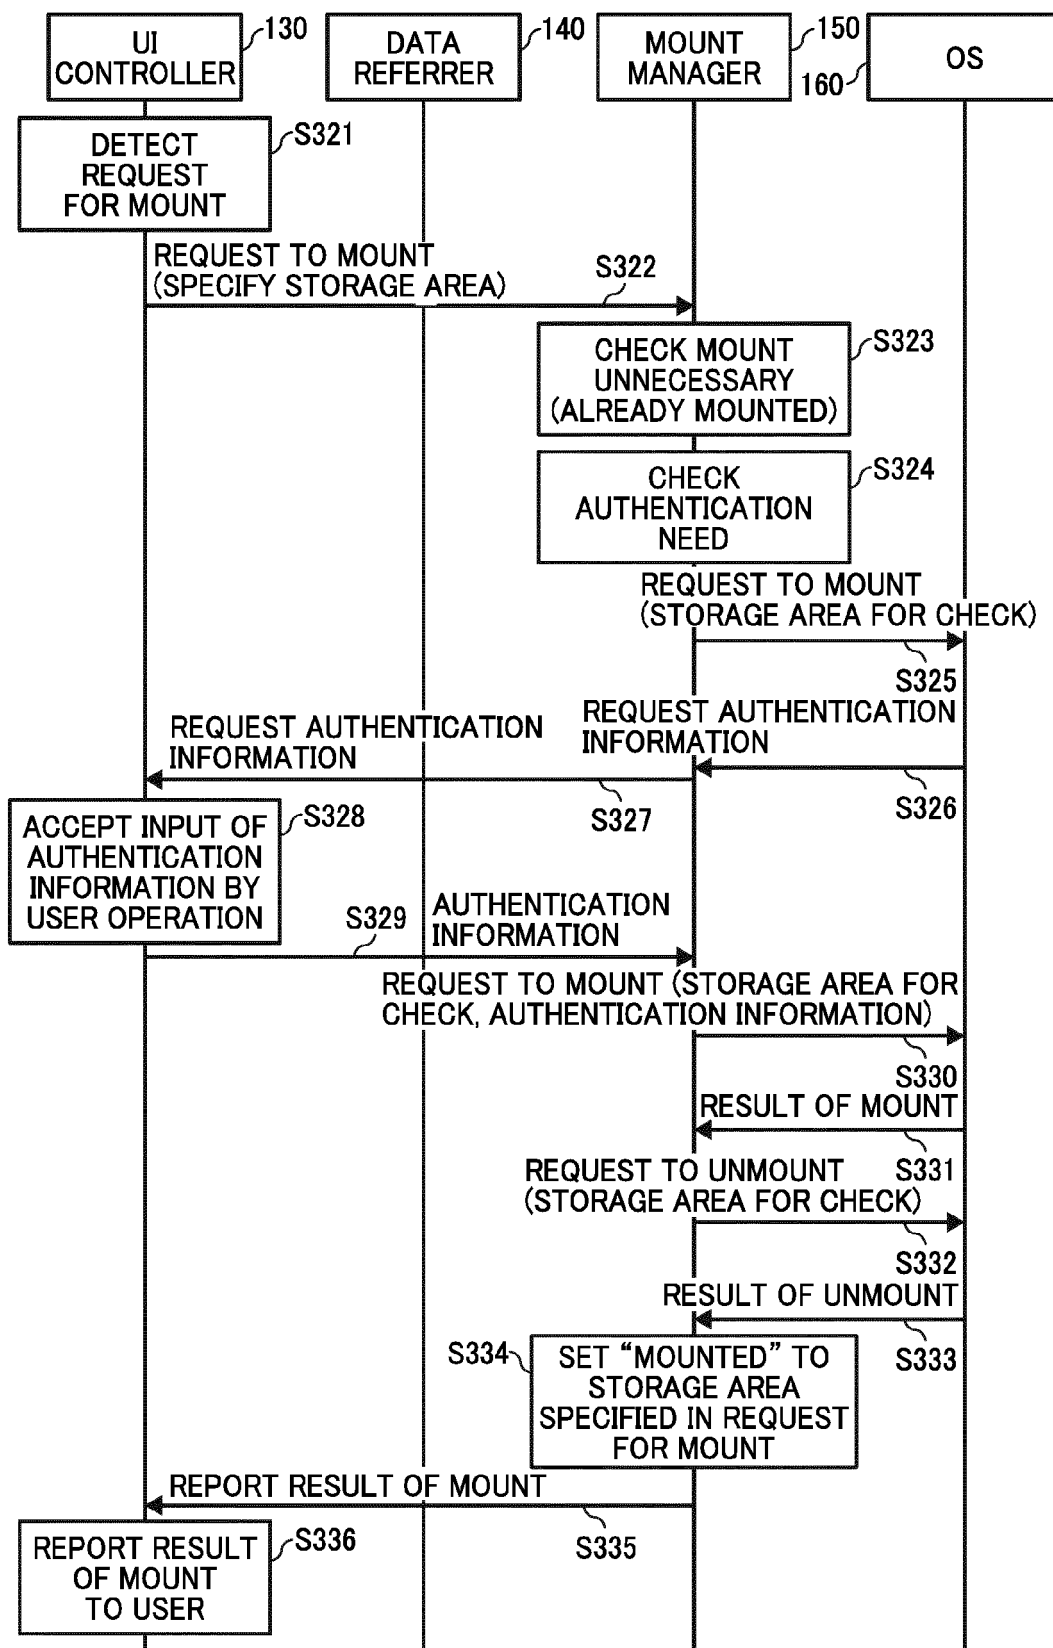 UI
CONTROLLER
130
DATA
REFERRER
140
MOUNT
MANAGER
150
160
OS
DETECT
REQUEST
FOR MOUNT
S321
REQUEST TO MOUNT
(SPECIFY STORAGE AREA)
S322
CHECK MOUNT
UNNECESSARY
(ALREADY MOUNTED)
S323
CHECK
AUTHENTICATION
NEED
S324
REQUEST TO MOUNT
(STORAGE AREA FOR CHECK)
S325
REQUEST AUTHENTICATION
INFORMATION
S326
REQUEST AUTHENTICATION
INFORMATION
S327
ACCEPT INPUT OF
AUTHENTICATION
INFORMATION BY
USER OPERATION
S328
S329
AUTHENTICATION
INFORMATION
REQUEST TO MOUNT (STORAGE AREA FOR
CHECK, AUTHENTICATION INFORMATION)
S330
RESULT OF MOUNT
S331
REQUEST TO UNMOUNT
(STORAGE AREA FOR CHECK)
S332
RESULT OF UNMOUNT
S333
S334
SET “MOUNTED” TO
STORAGE AREA
SPECIFIED IN REQUEST
FOR MOUNT
REPORT RESULT OF MOUNT
S335
REPORT RESULT
OF MOUNT
TO USER
S336